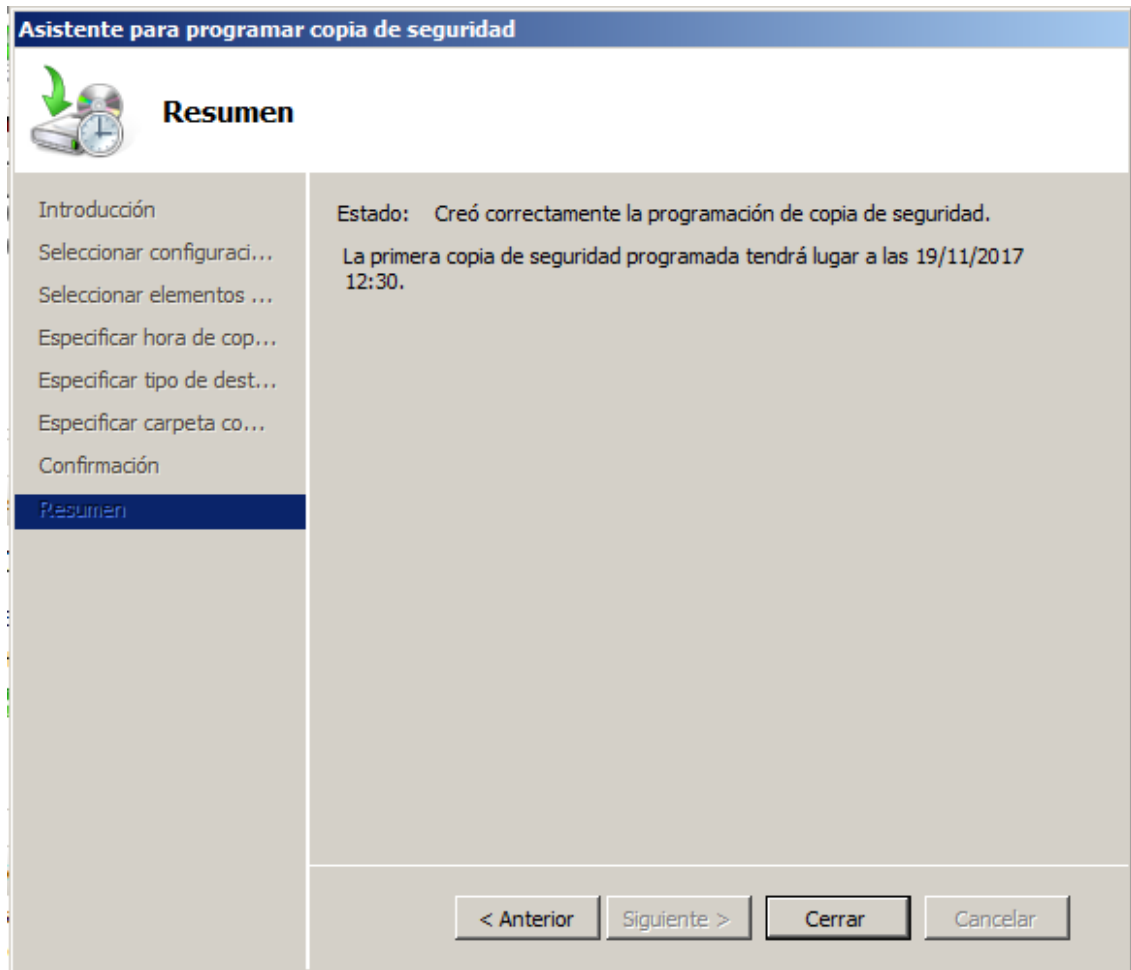 Asistente para programar copia de seguridad
Resumen
Introducción
Seleccionar configuraci...
Seleccionar elementos ...
Especificar hora de cop...
Especificar tipo de dest...
Especificar carpeta co...
Confirmación
Resumen
Estado: Creó correctamente la programación de copia de seguridad.
La primera copia de seguridad programada tendrá lugar a las 19/11/2017
12:30.
< Anterior
Siguiente >
Cerrar
Cancelar